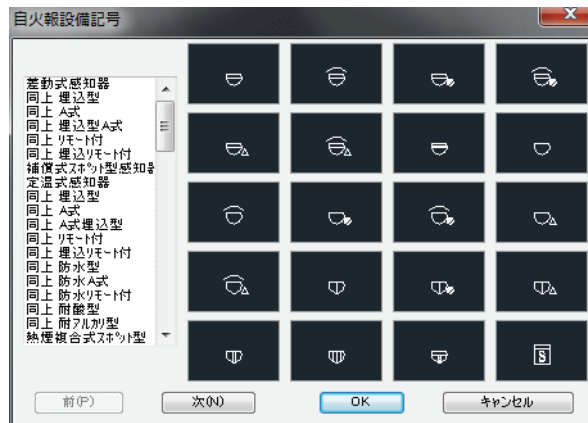 自火報設備記号
差動式感知器
同上 埋込型
同上 A式
同上 埋込型A式
同上 リモート付
同上 埋込リモート付
補償式スポット型感知器
定温式感知器
同上 埋込型
同上 A式
同上 A式埋込型
同上 リモート付
同上 埋込リモート付
同上 防水型
同上 防水A式
同上 防水リモート付
同上 耐酸型
同上 耐アルカリ型
熱煙複合式スポット型
S
前(P)
次(N)
OK
キャンセル